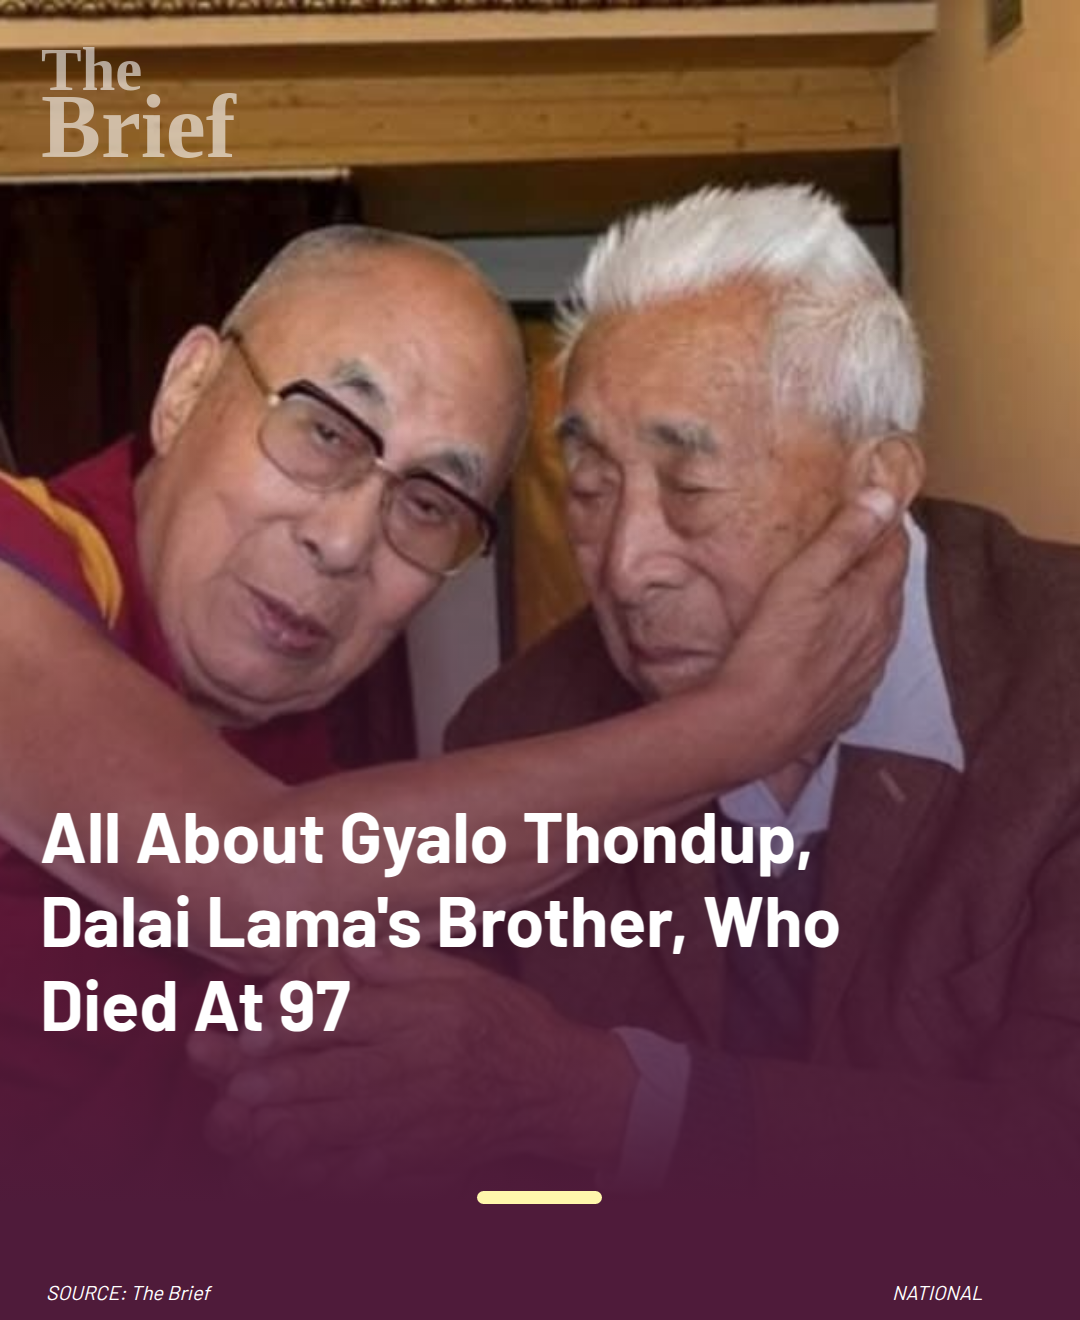 The
Brief
All About Gyalo Thondup,
Dalai Lama's Brother, Who
Died At 97
SOURCE: The Brief
NATIONAL